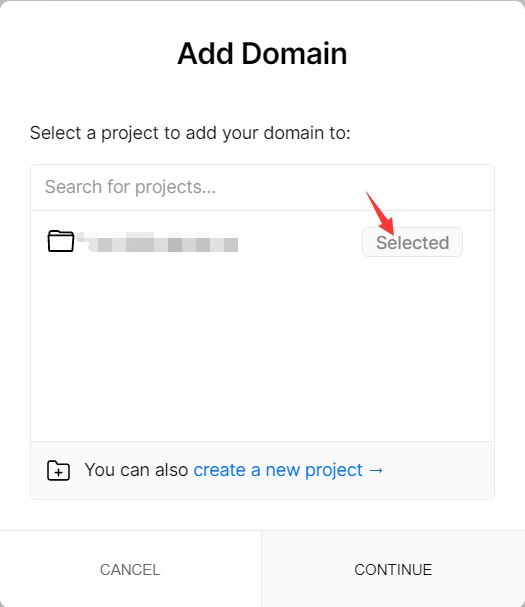 Add Domain
Select a project to add your domain to:
Search for projects...
Selected
You can also create a new project →
CANCEL
CONTINUE